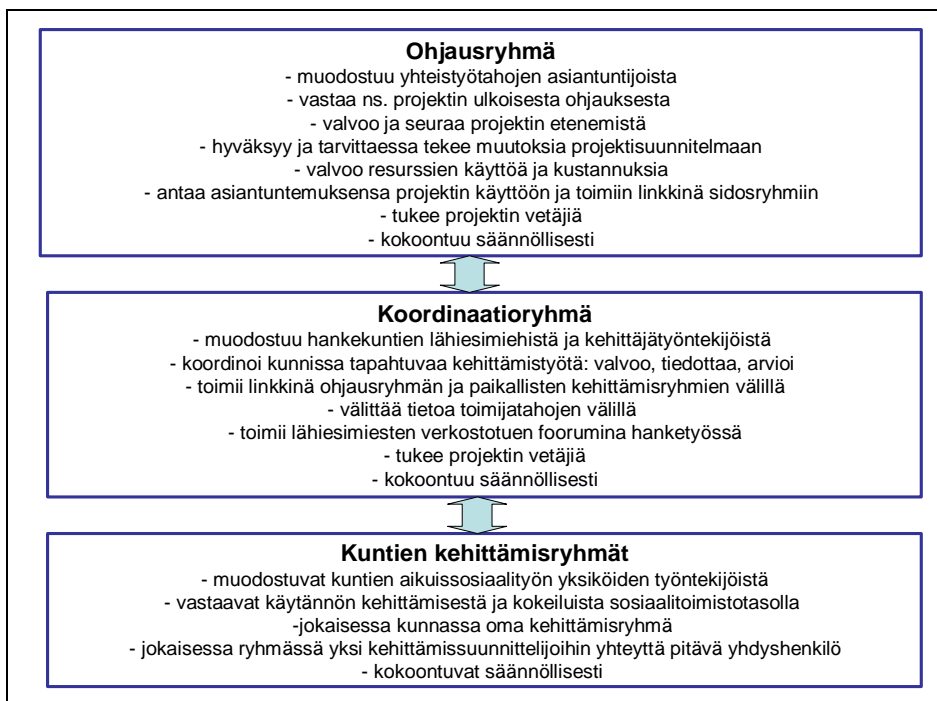 Ohjausryhmä
- muodostuu yhteistyötahojen asiantuntijoista
- vastaa ns. projektin ulkoisesta ohjauksesta
- valvoo ja seuraa projektin etenemistä
- hyväksyy ja tarvittaessa tekee muutoksia projektisuunnitelmaan
- valvoo resurssien käyttöä ja kustannuksia
- antaa asiantuntemuksensa projektin käyttöön ja toimiin linkkinä sidosryhmiin
- tukee projektin vetäjiä
- kokoontuu säännöllisesti
Koordinaatioryhmä
- muodostuu hankekuntien lähiesimiehistä ja kehittäjätyöntekijöistä
- koordinoi kunnissa tapahtuvaa kehittämistyötä: valvoo, tiedottaa, arvioi
- toimii linkkinä ohjausryhmän ja paikallisten kehittämisryhmien välillä
- välittää tietoa toimijatahojen välillä
- toimii lähiesimiesten verkostotuen foorumina hanketyössä
- tukee projektin vetäjiä
- kokoontuu säännöllisesti
Kuntien kehittämisryhmät
- muodostuvat kuntien aikuissosiaalityön yksiköiden työntekijöistä
- vastaavat käytännön kehittämisestä ja kokeiluista sosiaalitoimistotasolla
-jokaisessa kunnassa oma kehittämisryhmä
- jokaisessa ryhmässä yksi kehittämissuunnittelijoihin yhteyttä pitävä yhdyshenkilö
- kokoontuvat säännöllisesti